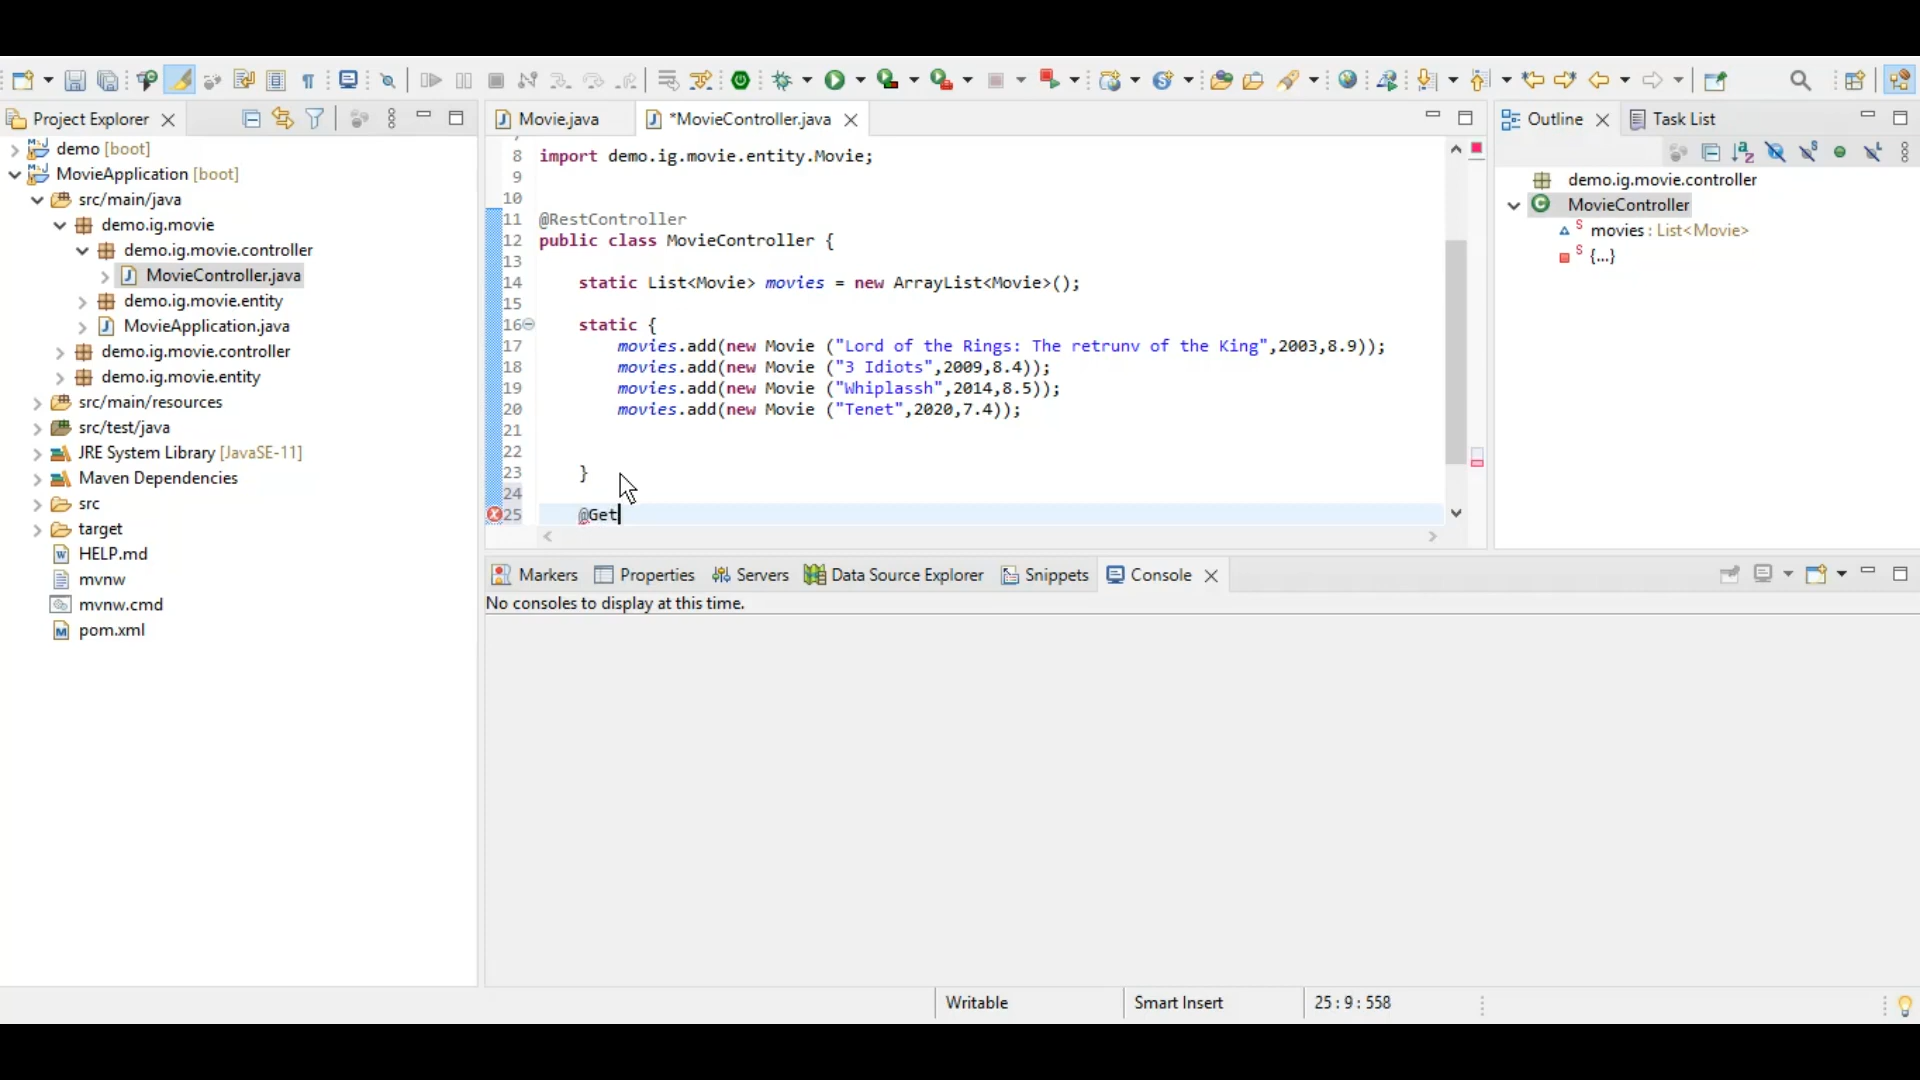 Project Explorer
demo [boot]
MovieApplication [boot]
src/main/java
demo.ig.movie
demo.ig.movie.controller
MovieController.java
demo.ig.movie.entity
MovieApplication.java
demo.ig.movie.controller
demo.ig.movie.entity
src/main/resources
src/test/java
JRE System Library [JavaSE-11]
Maven Dependencies
src
target
HELP.md
mvnw
mvnw.cmd
pom.xml
Movie.java
*MovieController.java
8 import demo.ig.movie.entity.Movie;
9
10
11 @RestController
12 public class MovieController {
13
14 static List<Movie> movies = new ArrayList<Movie>();
15
16 static {
17 movies.add(new Movie ("Lord of the Rings: The retrunv of the King",2003,8.9));
18 movies.add(new Movie ("3 Idiots",2009,8.4));
19 movies.add(new Movie ("Whiplassh",2014,8.5));
20 movies.add(new Movie ("Tenet",2020,7.4));
21
22
23 }
24
25 @Get
Outline
Task List
demo.ig.movie.controller
MovieController
movies : List<Movie>
{...}
Markers
Properties
Servers
Data Source Explorer
Snippets
Console
No consoles to display at this time.
Writable
Smart Insert
25 : 9 : 558